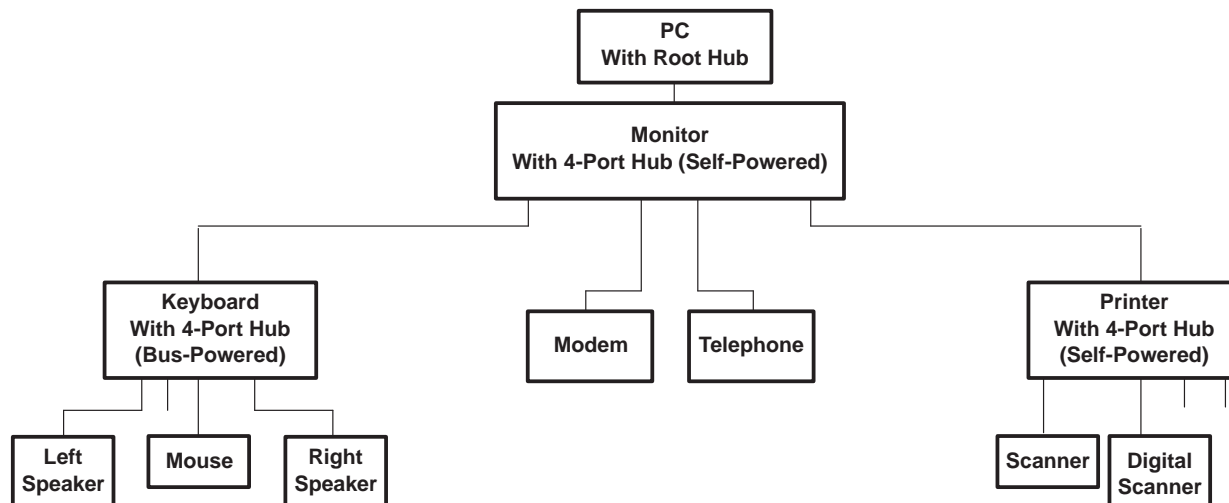 PC
With Root Hub
Monitor
With 4-Port Hub (Self-Powered)
Keyboard
With 4-Port Hub
(Bus-Powered)
Modem
Telephone
Printer
With 4-Port Hub
(Self-Powered)
Left
Speaker
Mouse
Right
Speaker
Scanner
Digital
Scanner